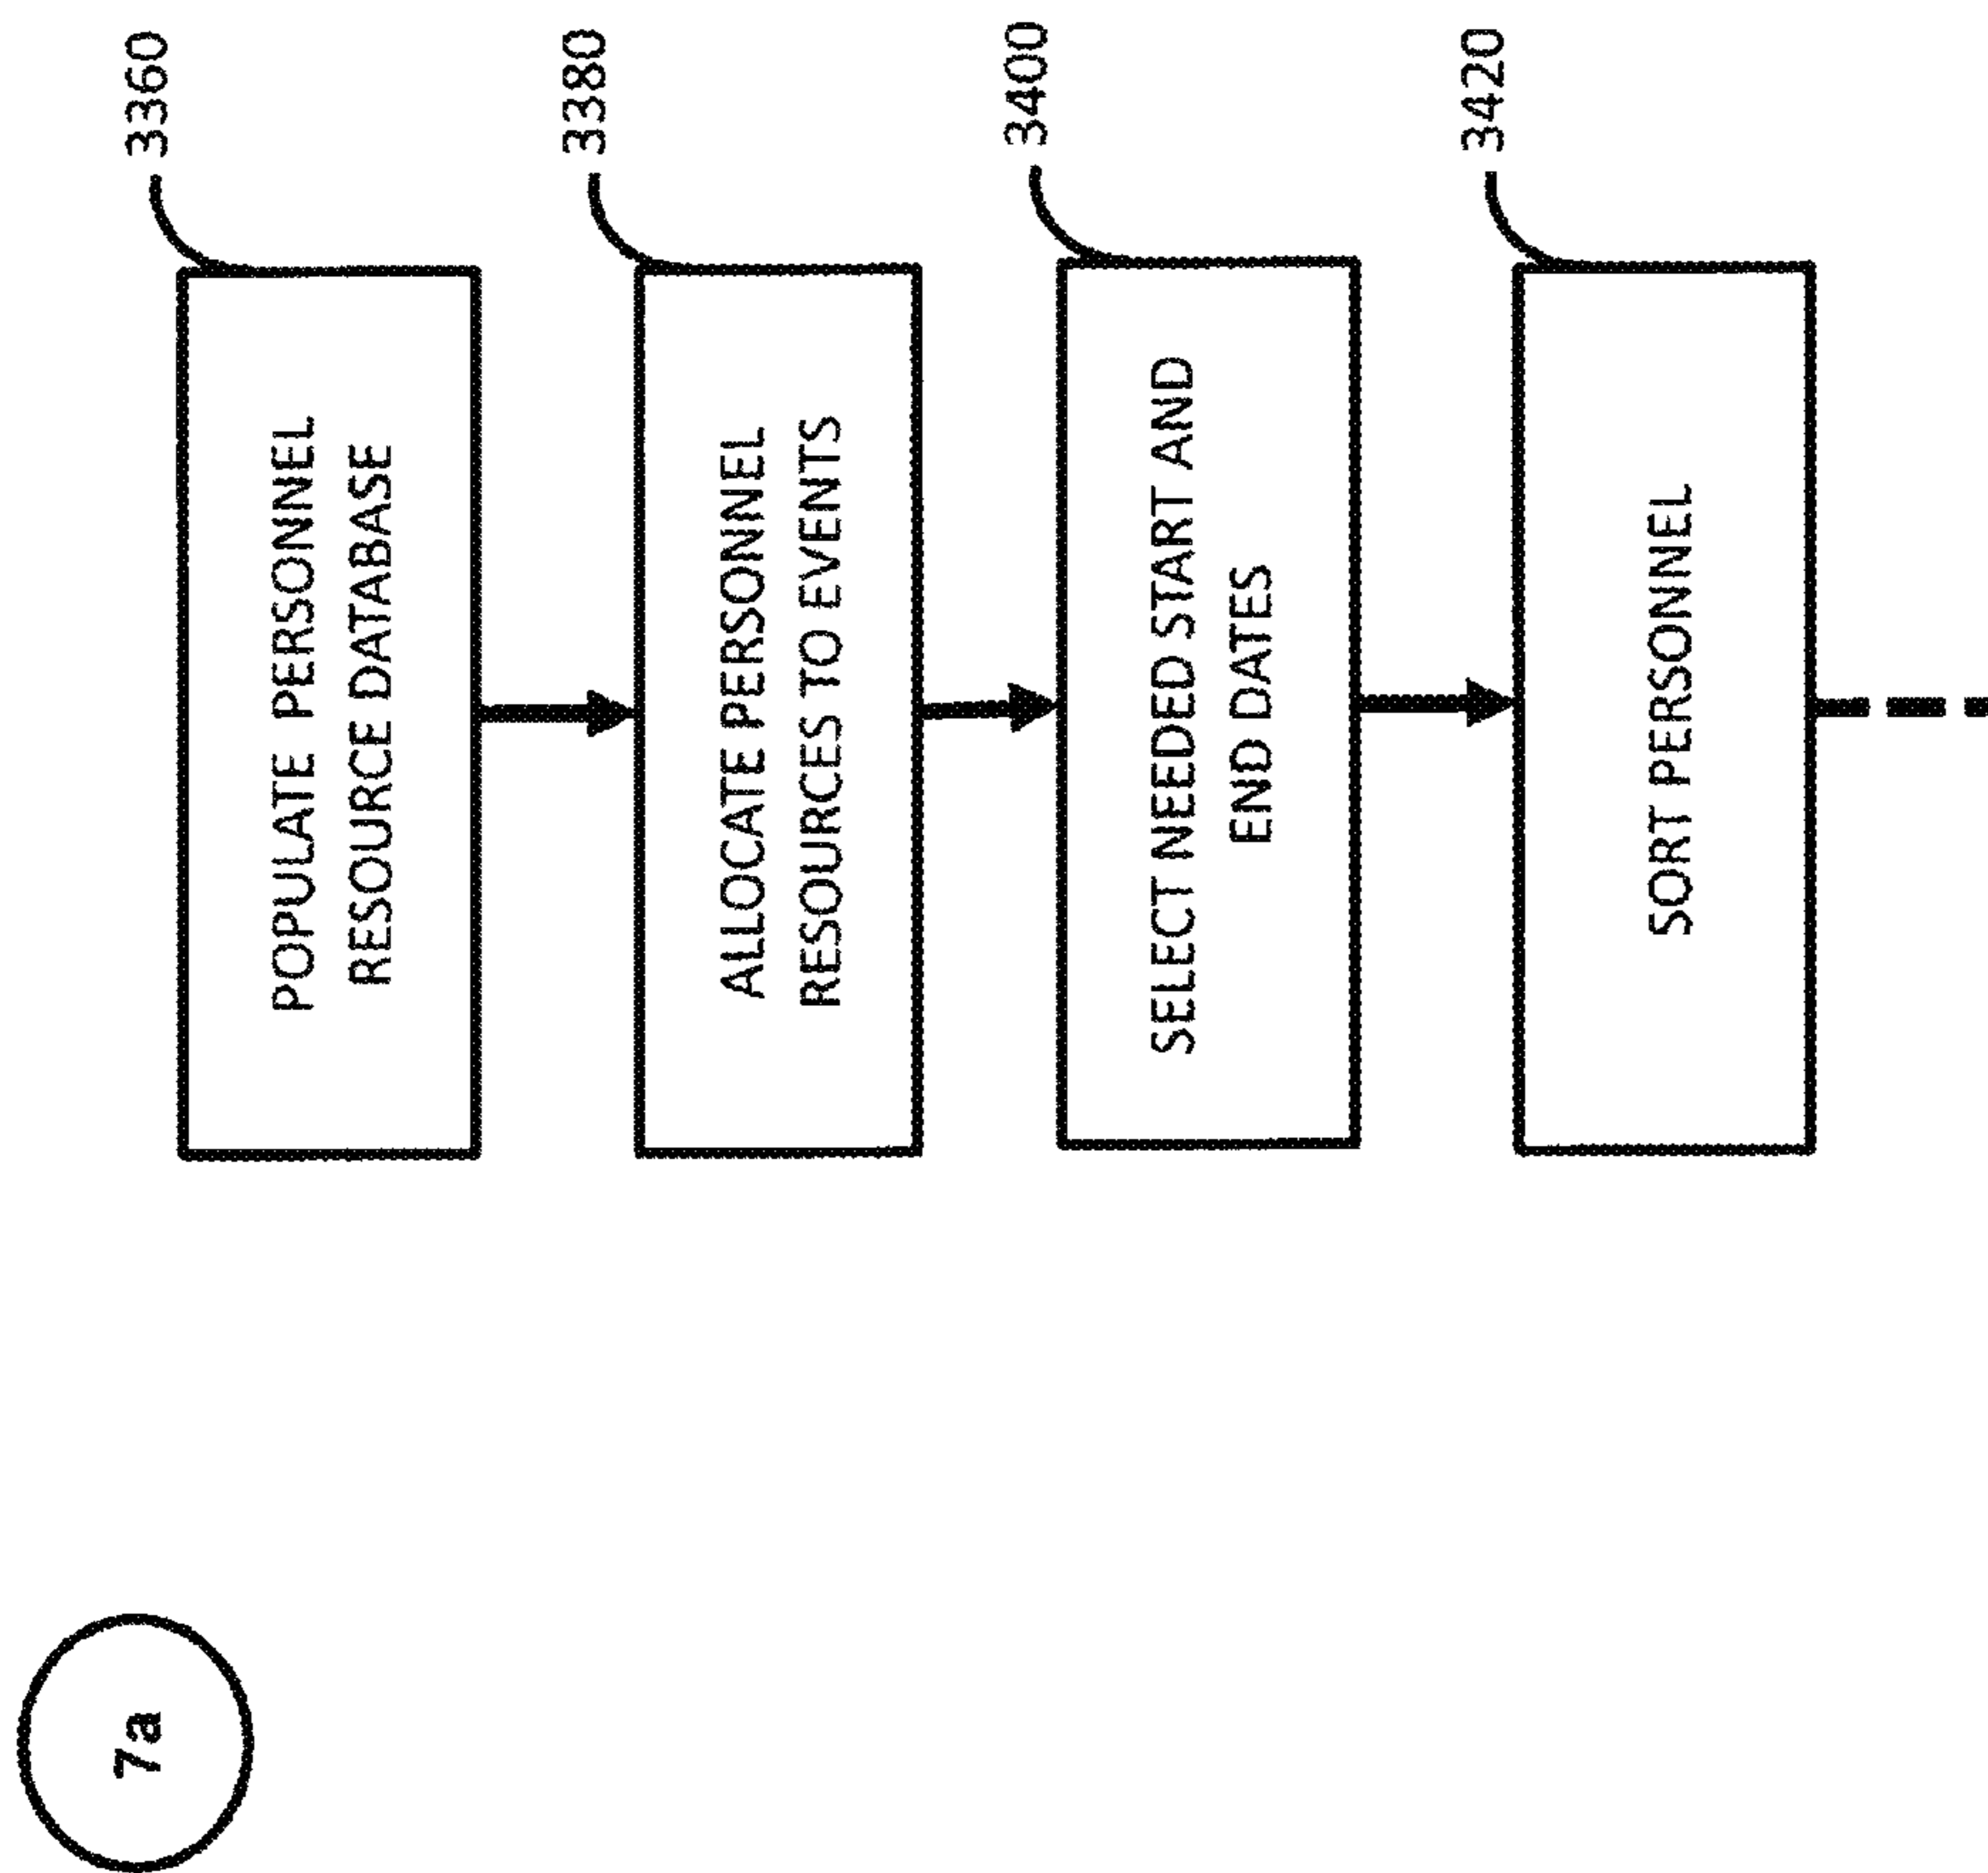 7a
3360
POPULATE PERSONNEL
RESOURCE DATABASE
3380
ALLOCATE PERSONNEL
RESOURCES TO EVENTS
3400
SELECT NEEDED START AND
END DATES
3420
SORT PERSONNEL